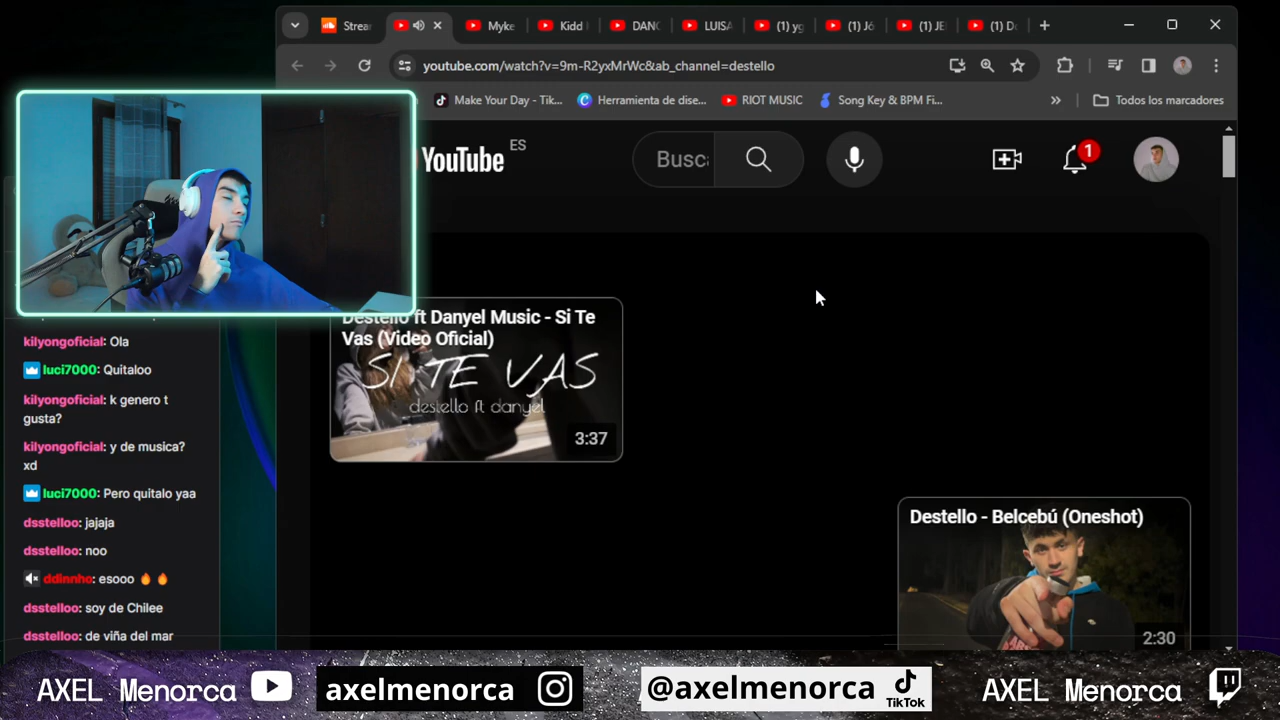 Strea
Myke
Kidd
DANC
LUISA
(1) yg
(1) Jó
(1) JE
(1) De
youtube.com/watch?v=9m-R2yxMrWc&ab_channel=destello
Make Your Day - Tik...
Herramienta de dise...
RIOT MUSIC
Song Key & BPM Fi...
Todos los marcadores
YouTube ES
Busca
1
Destello ft Danyel Music - Si Te
Vas (Video Oficial)
SI TE VAS
destello ft danyel
3:37
kilyongoficial: Ola
luci7000: Quitaloo
kilyongoficial: k genero t
gusta?
kilyongoficial: y de musica?
xd
luci7000: Pero quitalo yaa
dsstelloo: jajaja
dsstelloo: noo
ddinnho: esooo 🔥 🔥
dsstelloo: soy de Chilee
dsstelloo: de viña del mar
Destello - Belcebú (Oneshot)
2:30
AXEL Menorca
axelmenorca
@axelmenorca
TikTok
AXEL Menorca